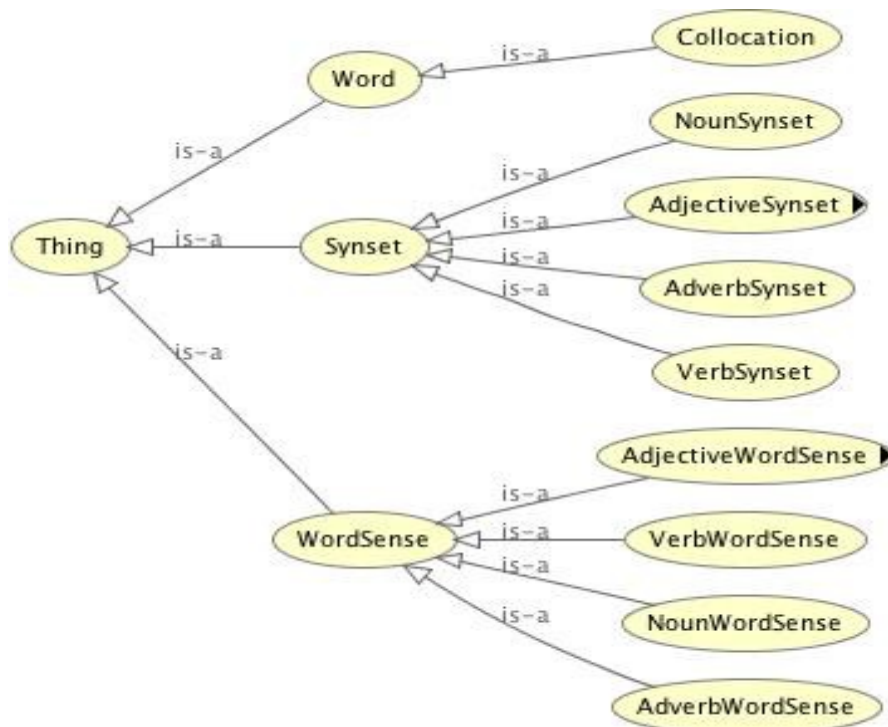 Collocation
is-a
Word
NounSynset
is-a
is-a
AdjectiveSynset
is-a
Thing
is-a
Synset
is-a
AdverbSynset
is-a
VerbSynset
is-a
AdjectiveWordSense
is-a
WordSense
is-a
VerbWordSense
is-a
NounWordSense
is-a
AdverbWordSense